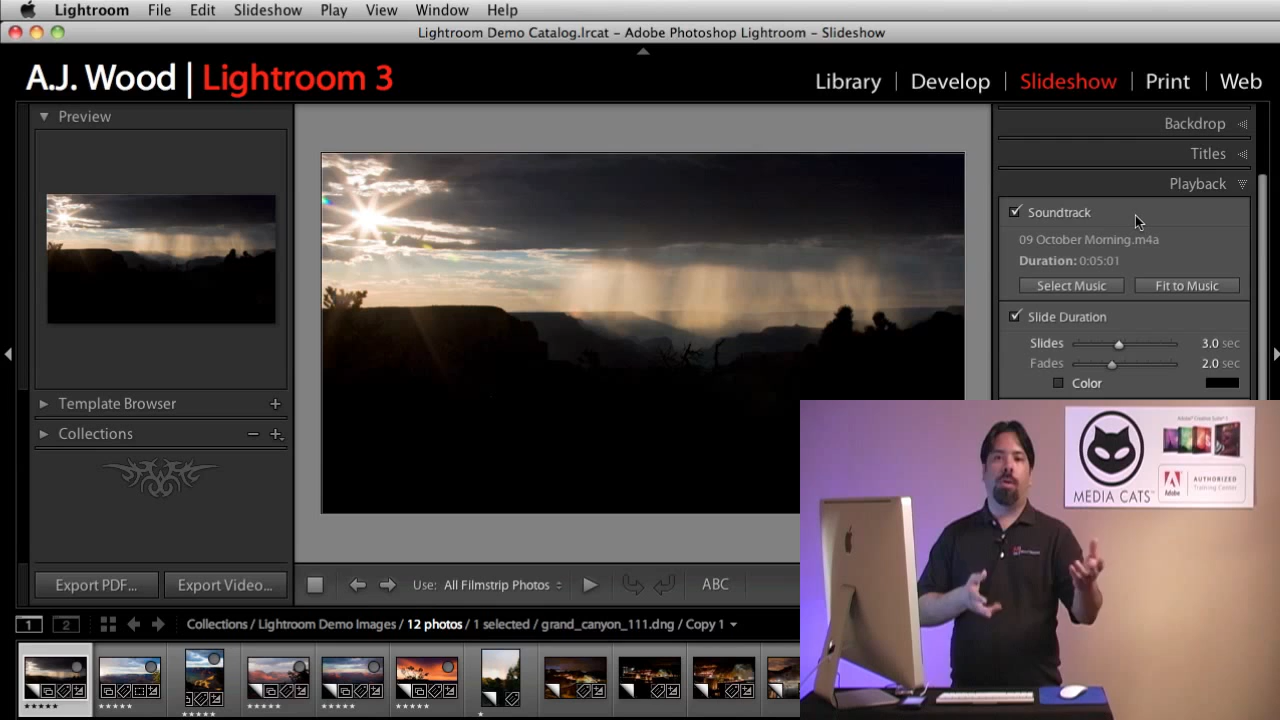 Lightroom File Edit Slideshow Play View Window Help
Lightroom Demo Catalog.lrcat - Adobe Photoshop Lightroom - Slideshow
A.J. Wood | Lightroom 3
Library | Develop | Slideshow | Print | Web
Preview
Backdrop
Titles
Playback
Soundtrack
09 October Morning.m4a
Duration: 0:05:01
Select Music Fit to Music
Slide Duration
Slides 3.0 sec
Fades 2.0 sec
Color
Template Browser
Collections
Export PDF... Export Video...
Use: All Filmstrip Photos ABC
1 2 Collections / Lightroom Demo Images / 12 photos / 1 selected / grand_canyon_111.dng / Copy 1
MEDIA CATS™
Adobe
AUTHORIZED
Training Center